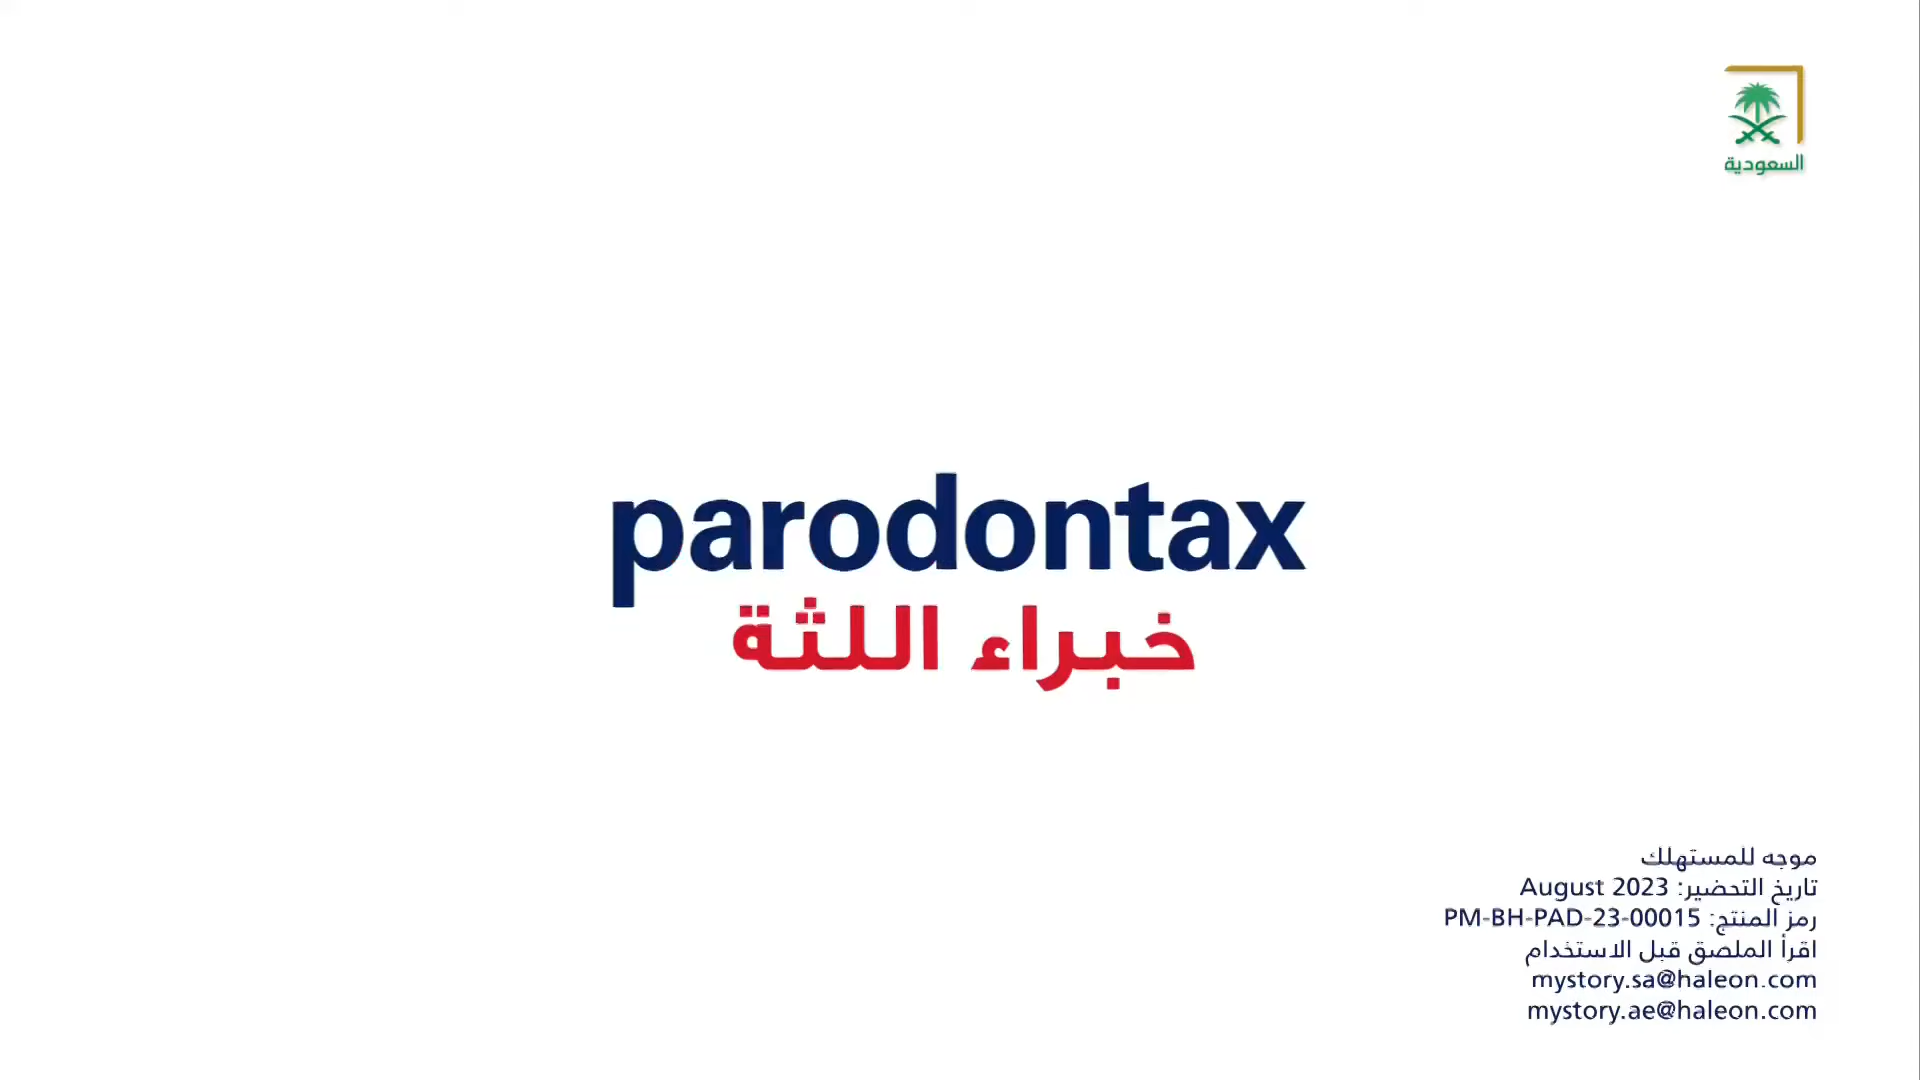 السعودية
parodontax
خبراء اللثة
موجه للمستهلك
تاريخ التحضير: August 2023
رمز المنتج: PM-BH-PAD-23-00015
اقرأ الملصق قبل الاستخدام
mystory.sa@haleon.com
mystory.ae@haleon.com